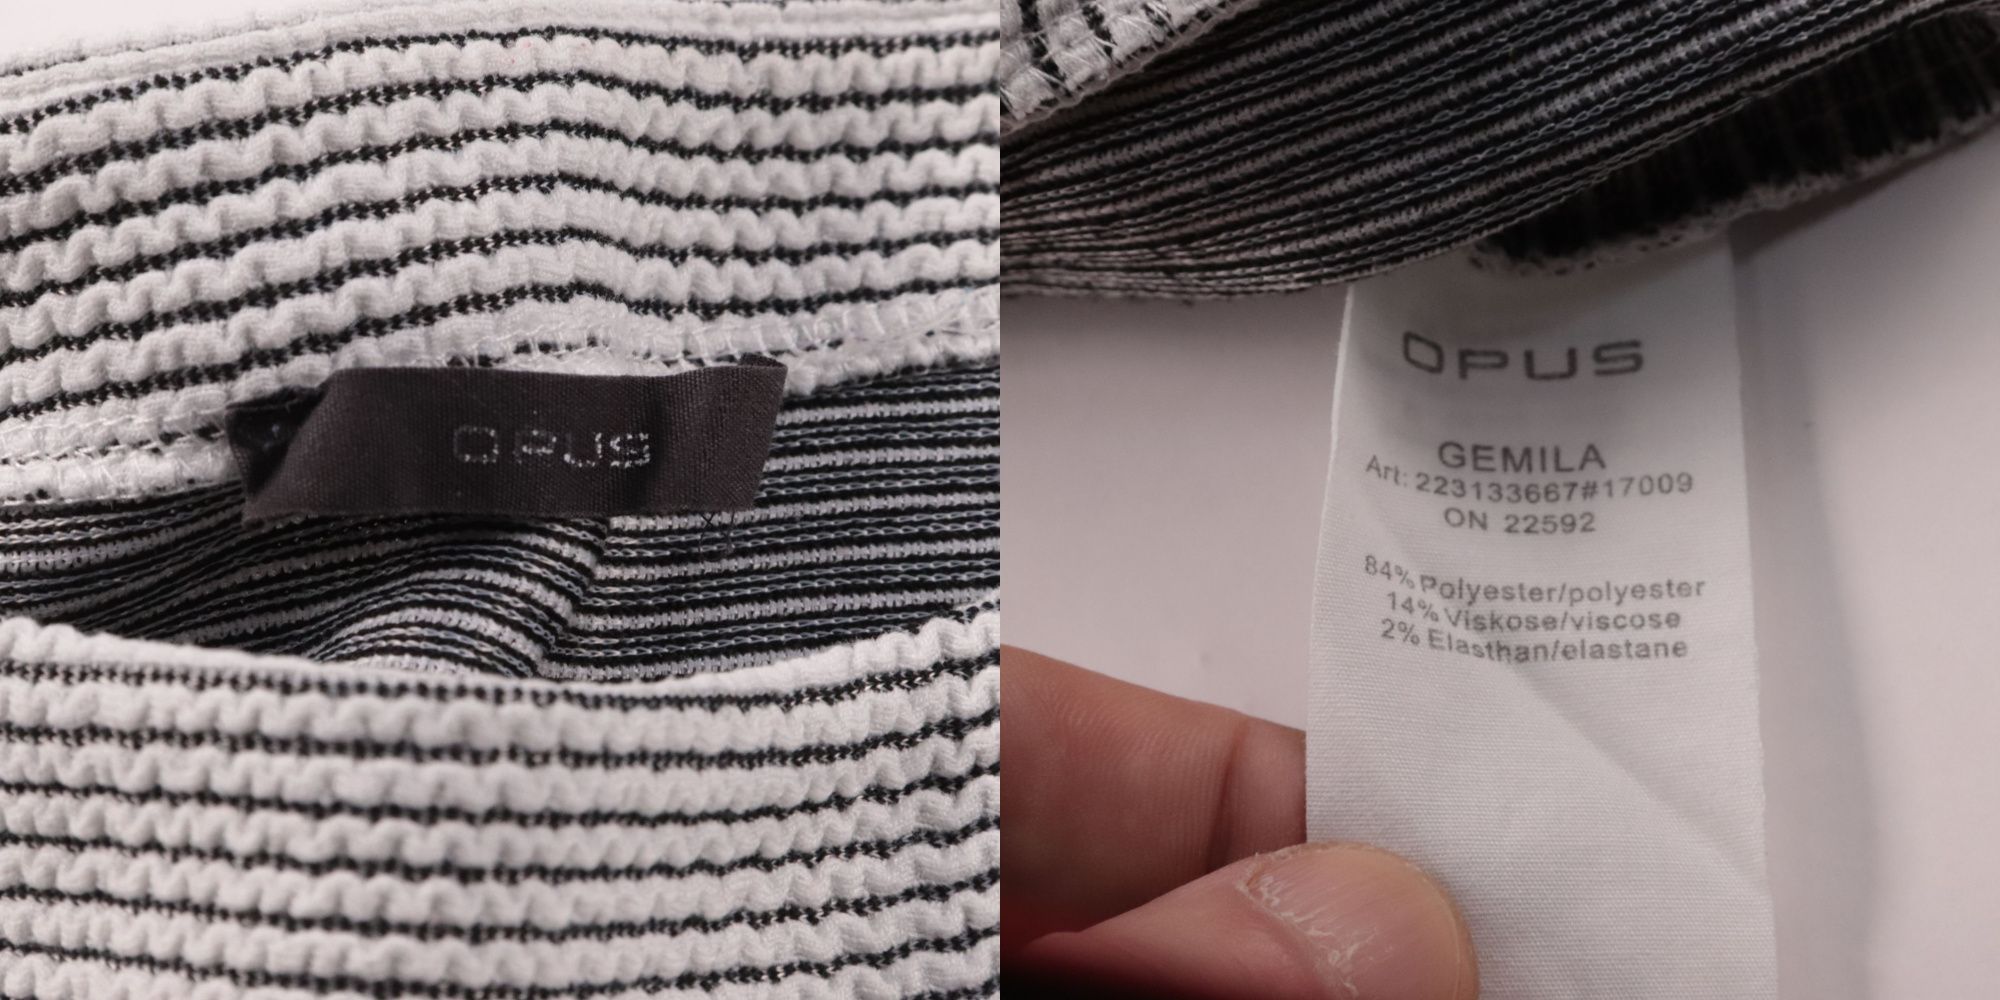 OPUS
OPUS
GEMILA
Art: 223133667#17009
ON 22592
84% Polyester/polyester
14% Viskose/viscose
2% Elasthan/elastane